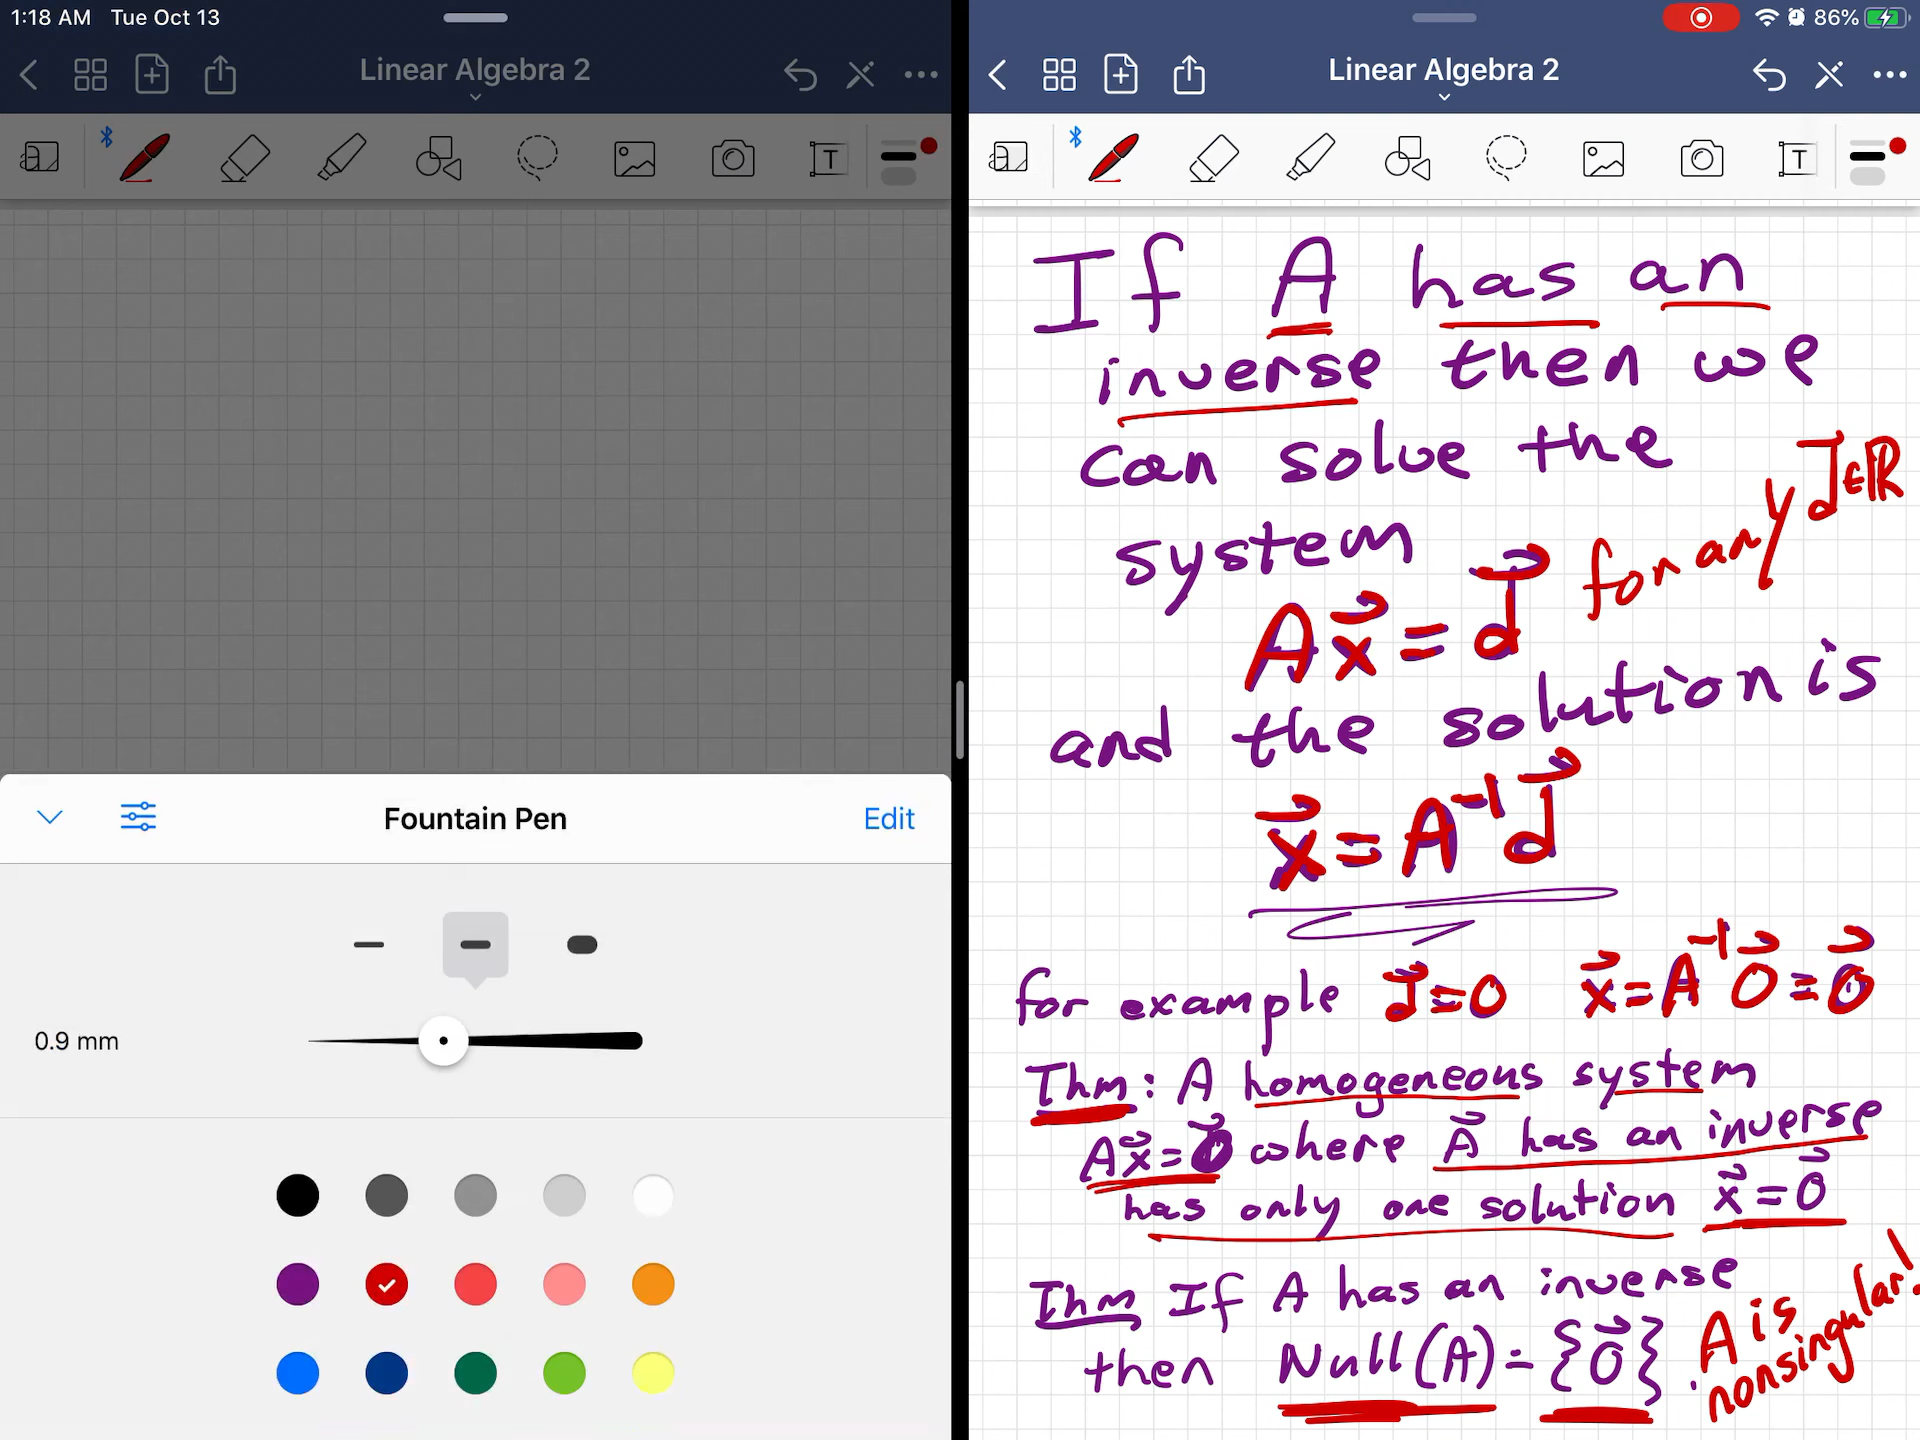 1:18 AM Tue Oct 13
86%
Linear Algebra 2
T
Fountain Pen
Edit
0.9 mm
Linear Algebra 2
T
If A has an
inverse then we
can solve the
system
for any d⃗∈ℝ
Ax⃗ = d⃗
and the solution is
x⃗ = A⁻¹d⃗
for example d⃗=0 x⃗=A⁻¹0⃗=0⃗
Thm: A homogeneous system
Ax⃗=0⃗ where A⃗ has an inverse
has only one solution x⃗=0⃗
Thm If A has an inverse
then Null(A)={0⃗}
A is
nonsingular!